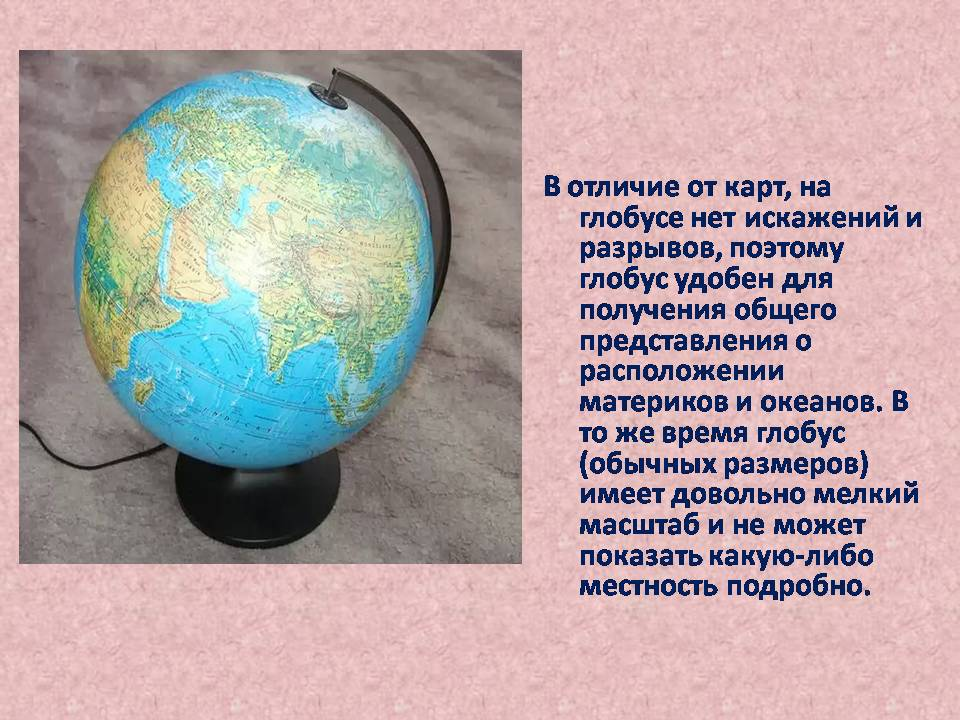 В отличие от карт, на
глобусе нет искажений и
разрывов, поэтому
глобус удобен для
получения общего
представления о
расположении
материков и океанов. В
то же время глобус
(обычных размеров)
имеет довольно мелкий
масштаб и не может
показать какую-либо
местность подробно.